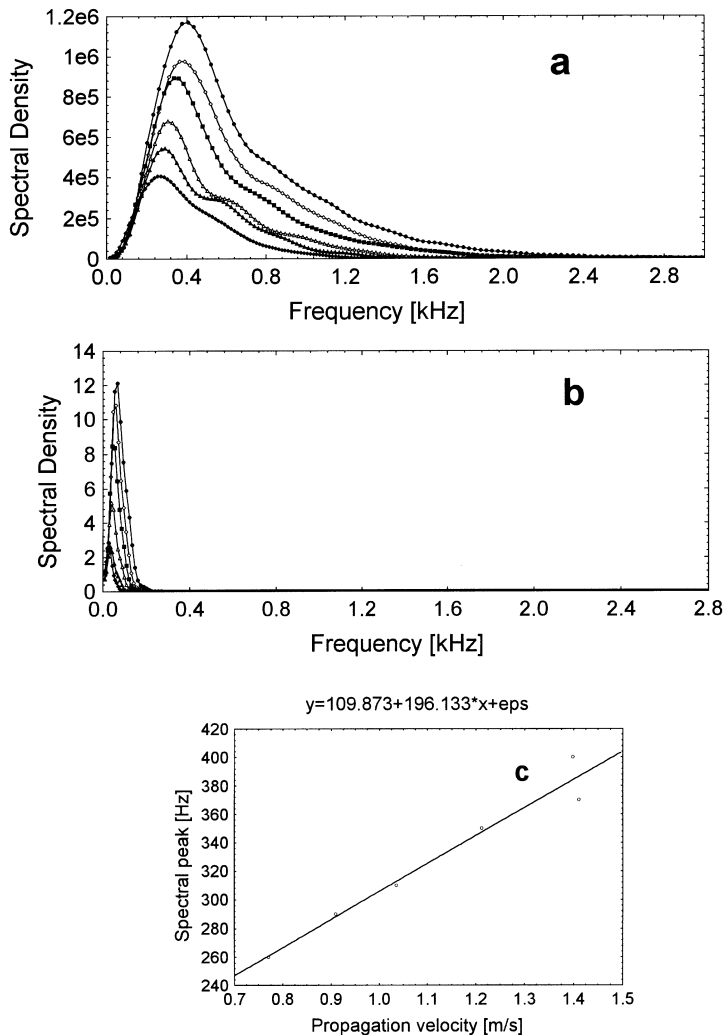 1.2e6
1e6
8e5
6e5
4e5
2e5
0
Spectral Density
a
0.0 0.4 0.8 1.2 1.6 2.0 2.4 2.8
Frequency [kHz]
14
12
10
8
6
4
2
0
Spectral Density
b
0.0 0.4 0.8 1.2 1.6 2.0 2.4 2.8
Frequency [kHz]
y=109.873+196.133*x+eps
420
400
380
360
340
320
300
280
260
240
Spectral peak [Hz]
c
0.7 0.8 0.9 1.0 1.1 1.2 1.3 1.4 1.5
Propagation velocity [m/s]